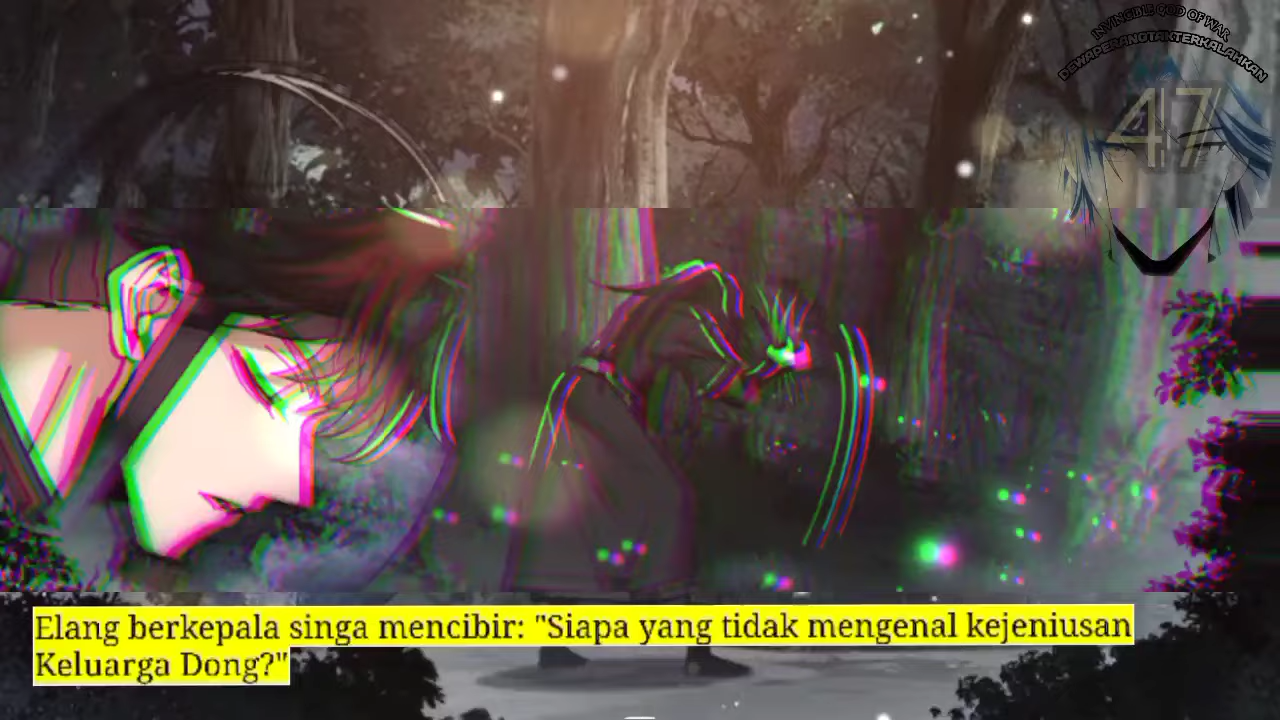 INVINCIBLE GOD OF WAR
DEWAPERANGTAKTERKALAHKAN
47
Elang berkepala singa mencibir: "Siapa yang tidak mengenal kejeniusan
Keluarga Dong?"